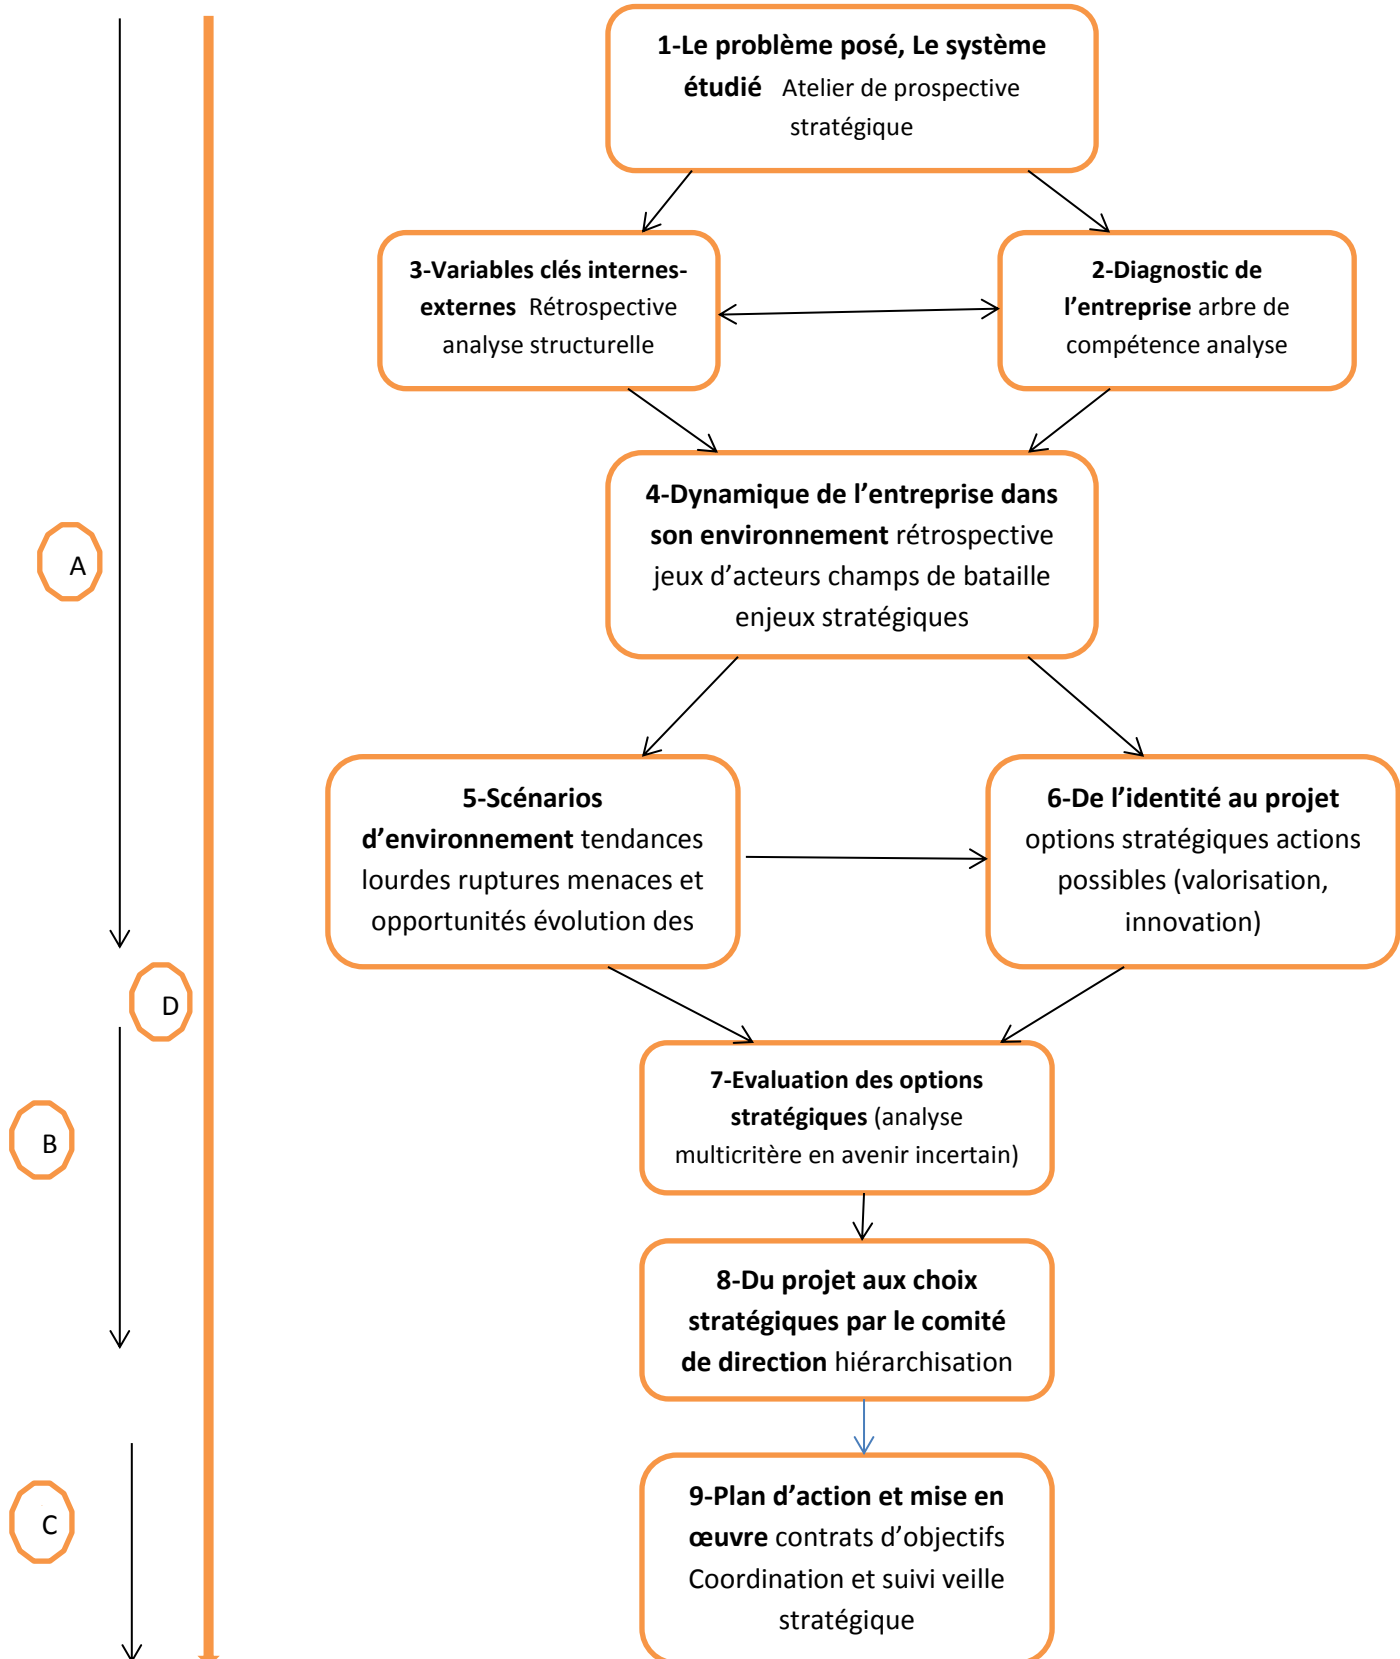 1-Le problème posé, Le système
étudié Atelier de prospective
stratégique
3-Variables clés internes-
externes Rétrospective
analyse structurelle
2-Diagnostic de
l’entreprise arbre de
compétence analyse
4-Dynamique de l’entreprise dans
son environnement rétrospective
jeux d’acteurs champs de bataille
enjeux stratégiques
A
5-Scénarios
d’environnement tendances
lourdes ruptures menaces et
opportunités évolution des
6-De l’identité au projet
options stratégiques actions
possibles (valorisation,
innovation)
D
7-Evaluation des options
stratégiques (analyse
multicritère en avenir incertain)
B
8-Du projet aux choix
stratégiques par le comité
de direction hiérarchisation
9-Plan d’action et mise en
œuvre contrats d’objectifs
Coordination et suivi veille
stratégique
C